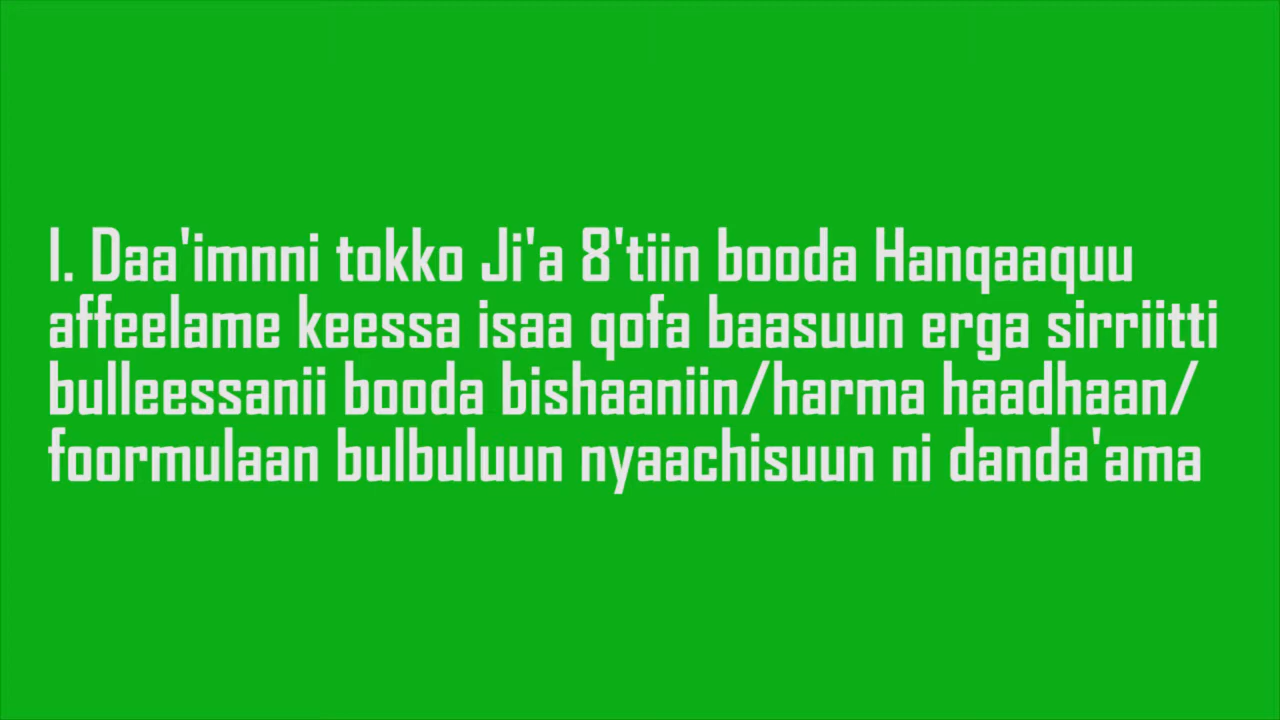 1. Daa'imnni tokko Ji'a 8'tiin booda Hanqaaquu
affeelame keessa isaa qofa baasuun erga sirriitti
bulleessanii booda bishaaniin/harma haadhaan/
foormulaan bulbuluun nyaachisuun ni danda'ama